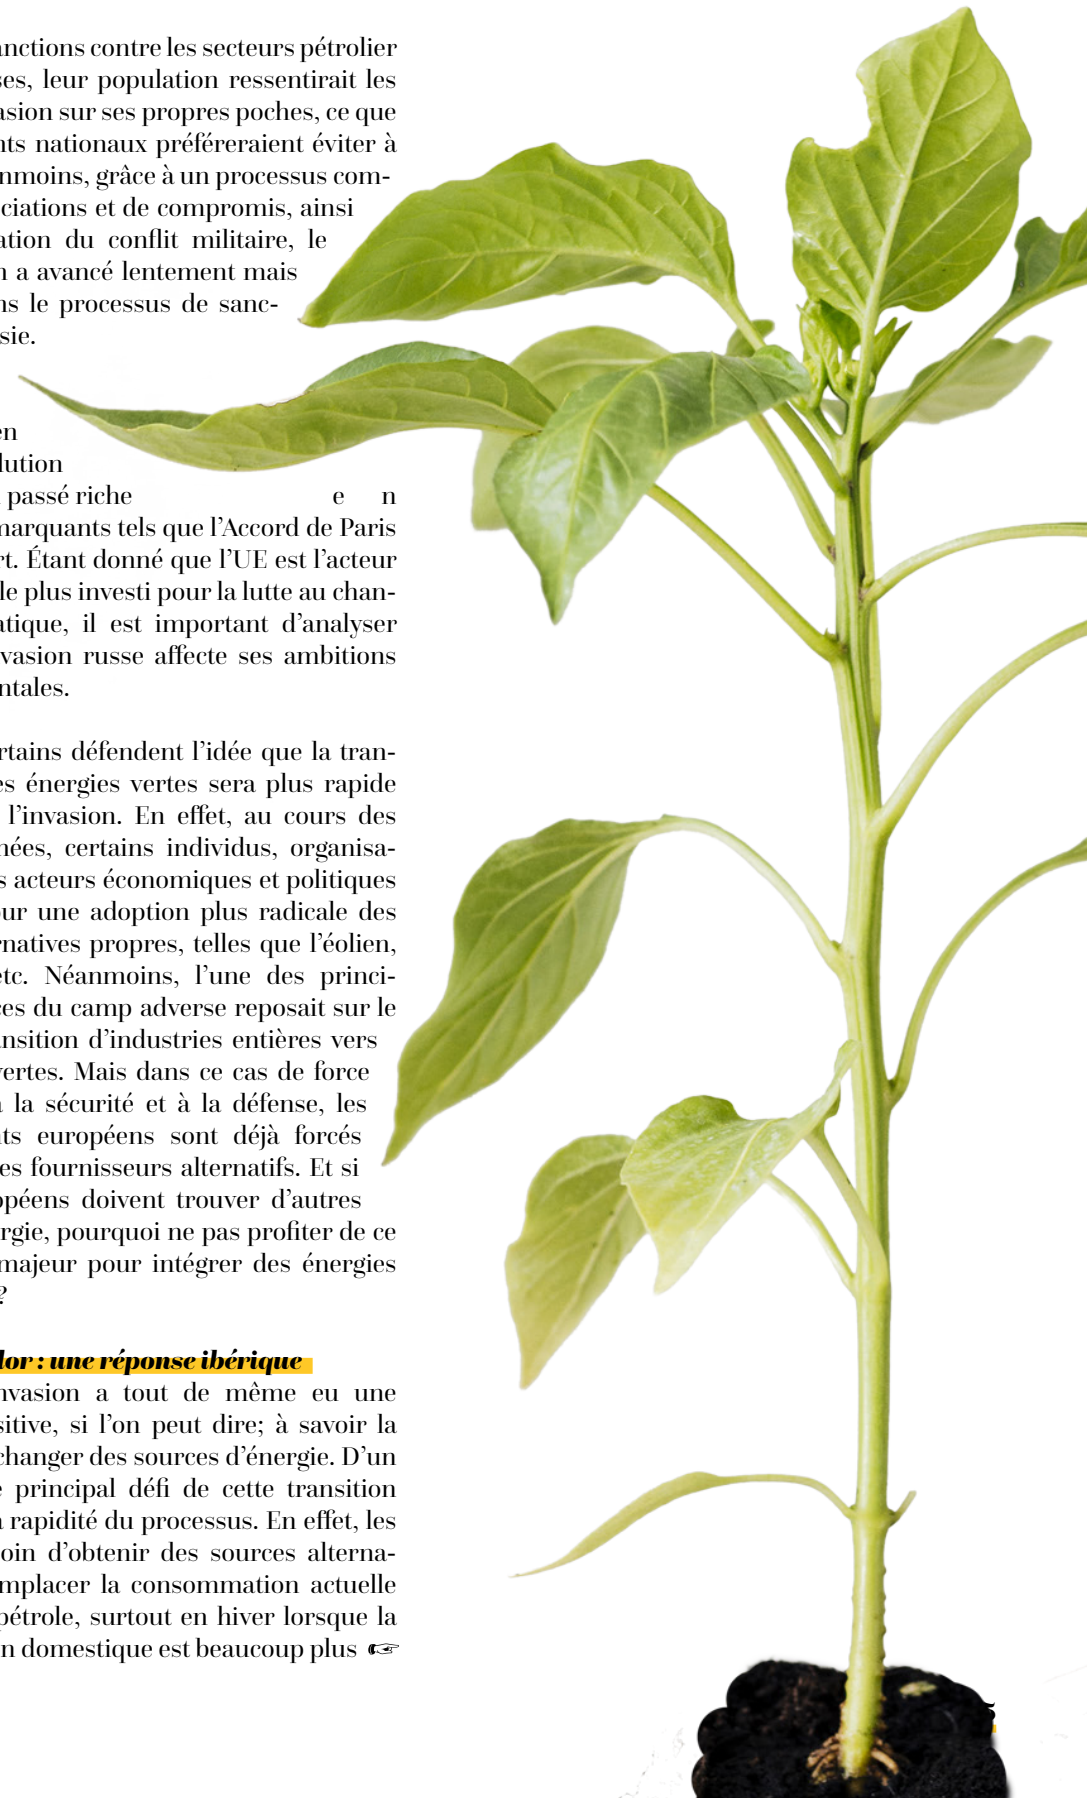 anctions contre les secteurs pétrolier
ses, leur population ressentirait les
asion sur ses propres poches, ce que
nts nationaux préféreraient éviter à
nmoins, grâce à un processus com-
ciations et de compromis, ainsi
ation du conflit militaire, le
n a avancé lentement mais
ns le processus de sanc-
sie.
en
lution
passé riche e n
marquants tels que l’Accord de Paris
rt. Étant donné que l’UE est l’acteur
le plus investi pour la lutte au chan-
atique, il est important d’analyser
vasion russe affecte ses ambitions
ntales.
rtains défendent l’idée que la tran-
es énergies vertes sera plus rapide
l’invasion. En effet, au cours des
nées, certains individus, organisa-
s acteurs économiques et politiques
our une adoption plus radicale des
rnatives propres, telles que l’éolien,
etc. Néanmoins, l’une des princi-
ces du camp adverse reposait sur le
ansition d’industries entières vers
vertes. Mais dans ce cas de force
à la sécurité et à la défense, les
nts européens sont déjà forcés
es fournisseurs alternatifs. Et si
opéens doivent trouver d’autres
rgie, pourquoi ne pas profiter de ce
majeur pour intégrer des énergies
?
dor : une réponse ibérique
nvasion a tout de même eu une
sitive, si l’on peut dire; à savoir la
changer des sources d’énergie. D’un
e principal défi de cette transition
a rapidité du processus. En effet, les
oin d’obtenir des sources alterna-
emplacer la consommation actuelle
pétrole, surtout en hiver lorsque la
n domestique est beaucoup plus ☞